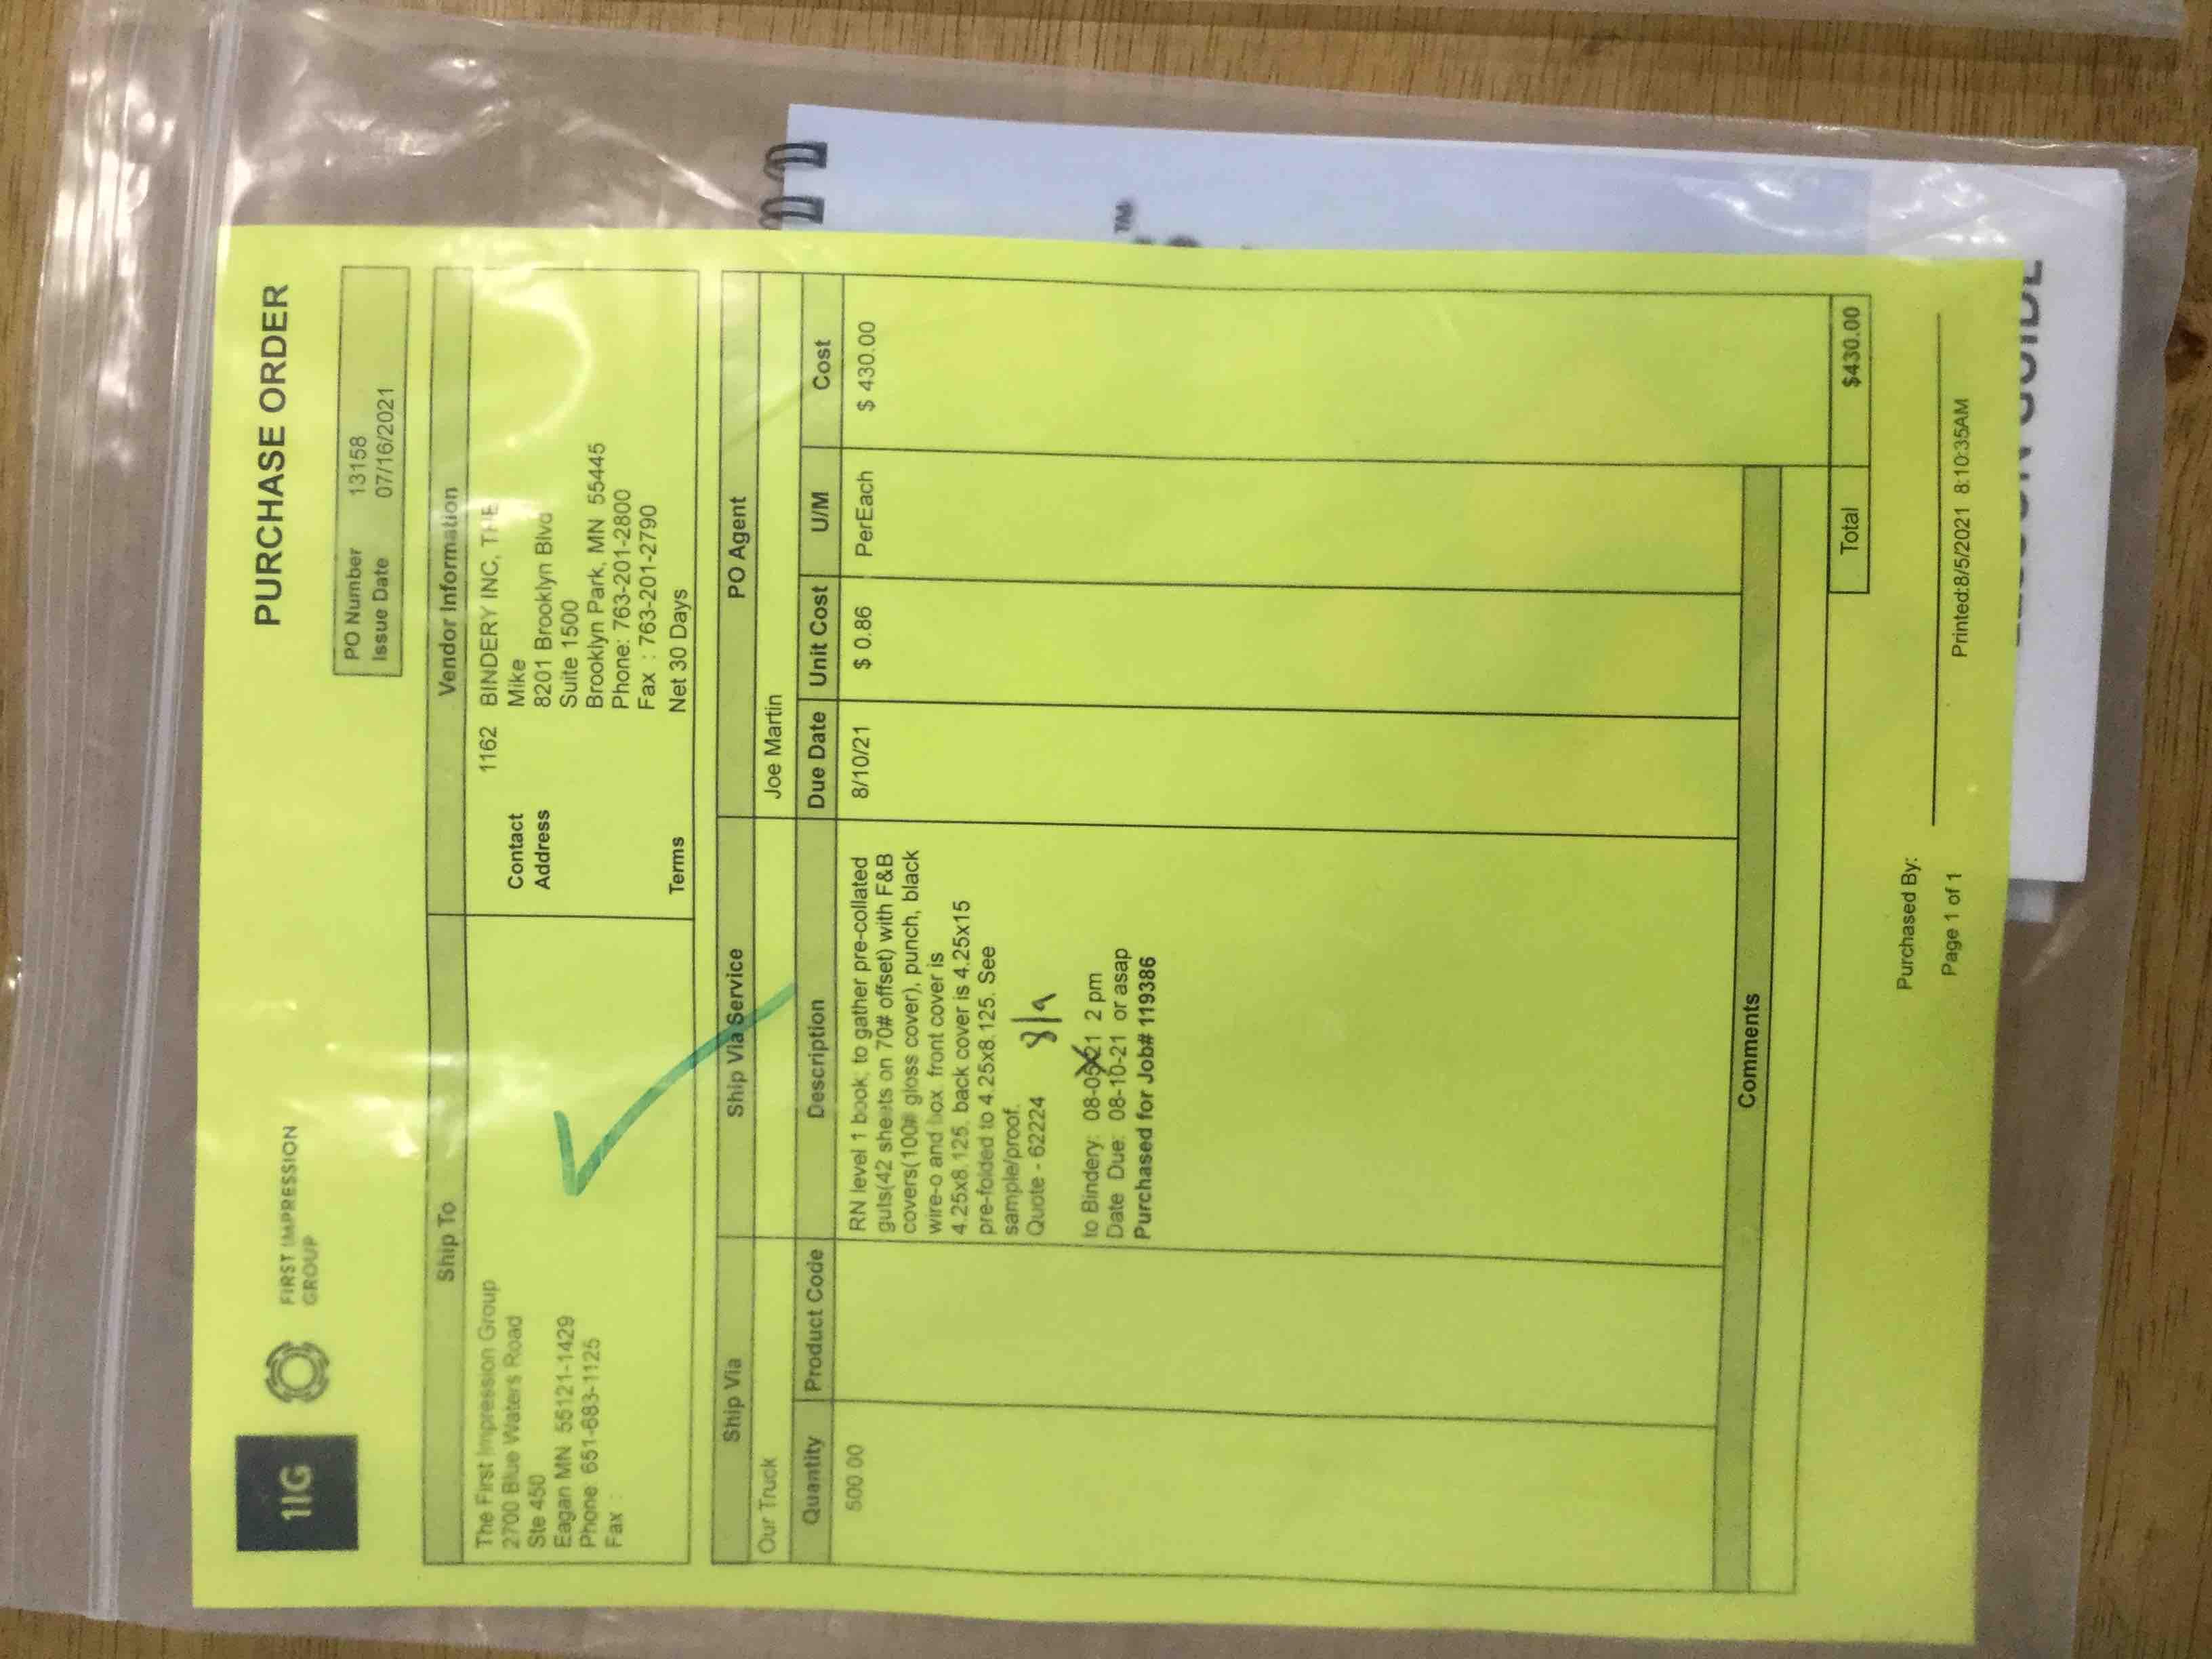 1IG
FIRST IMPRESSION
GROUP
PURCHASE ORDER
PO Number 13158
Issue Date 07/16/2021
Ship To
Vendor Information
The First Impression Group
2700 Blue Waters Road
Ste 450
Eagan MN 55121-1429
Phone 651-683-1125
Fax :
1162 BINDERY INC, THE
Contact Mike
Address 8201 Brooklyn Blvd
Suite 1500
Brooklyn Park, MN 55445
Phone: 763-201-2800
Fax : 763-201-2790
Terms Net 30 Days
Ship Via Ship Via Service PO Agent
Our Truck Joe Martin
Quantity Product Code Description Due Date Unit Cost U/M Cost
500.00 RN level 1 book; to gather pre-collated 8/10/21 $ 0.86 PerEach $ 430.00
guts(42 sheets on 70# offset) with F&B
covers(100# gloss cover), punch, black
wire-o and box. front cover is
4.25x8.125, back cover is 4.25x15
pre-folded to 4.25x8.125. See
sample/proof.
Quote - 62224
8/9
to Bindery: 08-05-21 2 pm
Date Due: 08-10-21 or asap
Purchased for Job# 119386
Comments
Total $430.00
Purchased By:
Page 1 of 1 Printed:8/5/2021 8:10:35AM
TM
GUIDE